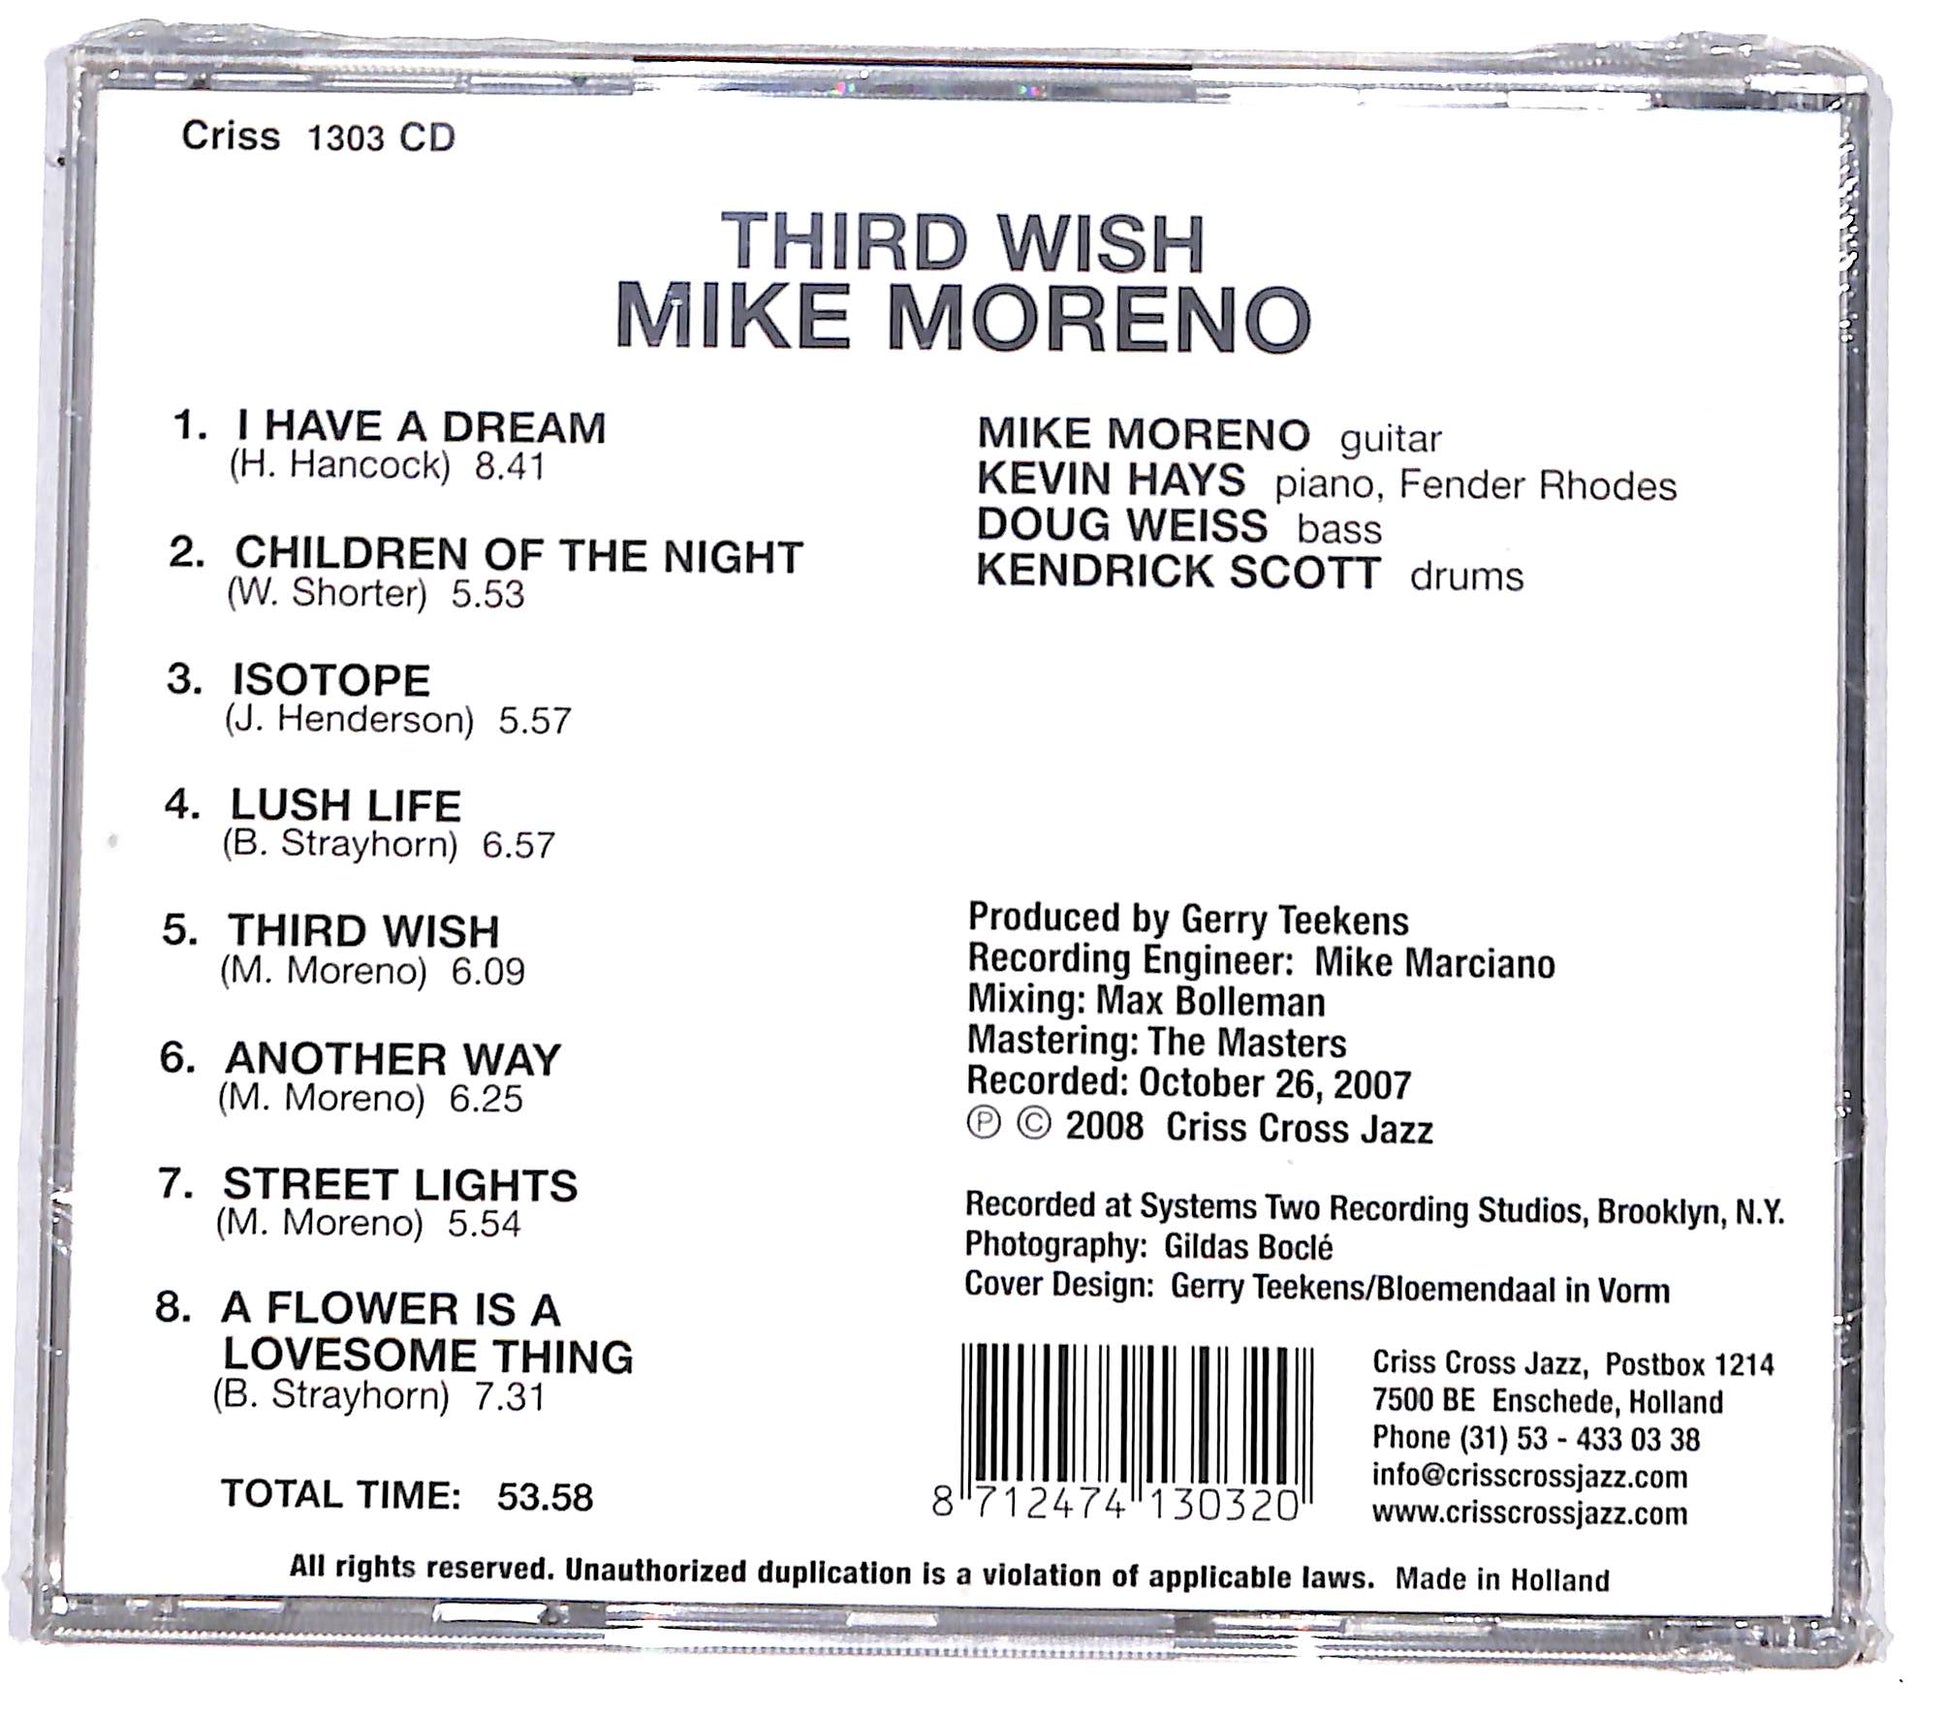 Criss 1303 CD
THIRD WISH
MIKE MORENO
1. I HAVE A DREAM
(H. Hancock) 8.41
2. CHILDREN OF THE NIGHT
(W. Shorter) 5.53
3. ISOTOPE
(J. Henderson) 5.57
4. LUSH LIFE
(B. Strayhorn) 6.57
5. THIRD WISH
(M. Moreno) 6.09
6. ANOTHER WAY
(M. Moreno) 6.25
7. STREET LIGHTS
(M. Moreno) 5.54
8. A FLOWER IS A
LOVESOME THING
(B. Strayhorn) 7.31
TOTAL TIME: 53.58
MIKE MORENO guitar
KEVIN HAYS piano, Fender Rhodes
DOUG WEISS bass
KENDRICK SCOTT drums
Produced by Gerry Teekens
Recording Engineer: Mike Marciano
Mixing: Max Bolleman
Mastering: The Masters
Recorded: October 26, 2007
℗ © 2008 Criss Cross Jazz
Recorded at Systems Two Recording Studios, Brooklyn, N.Y.
Photography: Gildas Boclé
Cover Design: Gerry Teekens/Bloemendaal in Vorm
8 712474 130320
Criss Cross Jazz, Postbox 1214
7500 BE Enschede, Holland
Phone (31) 53 - 433 03 38
info@crisscrossjazz.com
www.crisscrossjazz.com
All rights reserved. Unauthorized duplication is a violation of applicable laws. Made in Holland